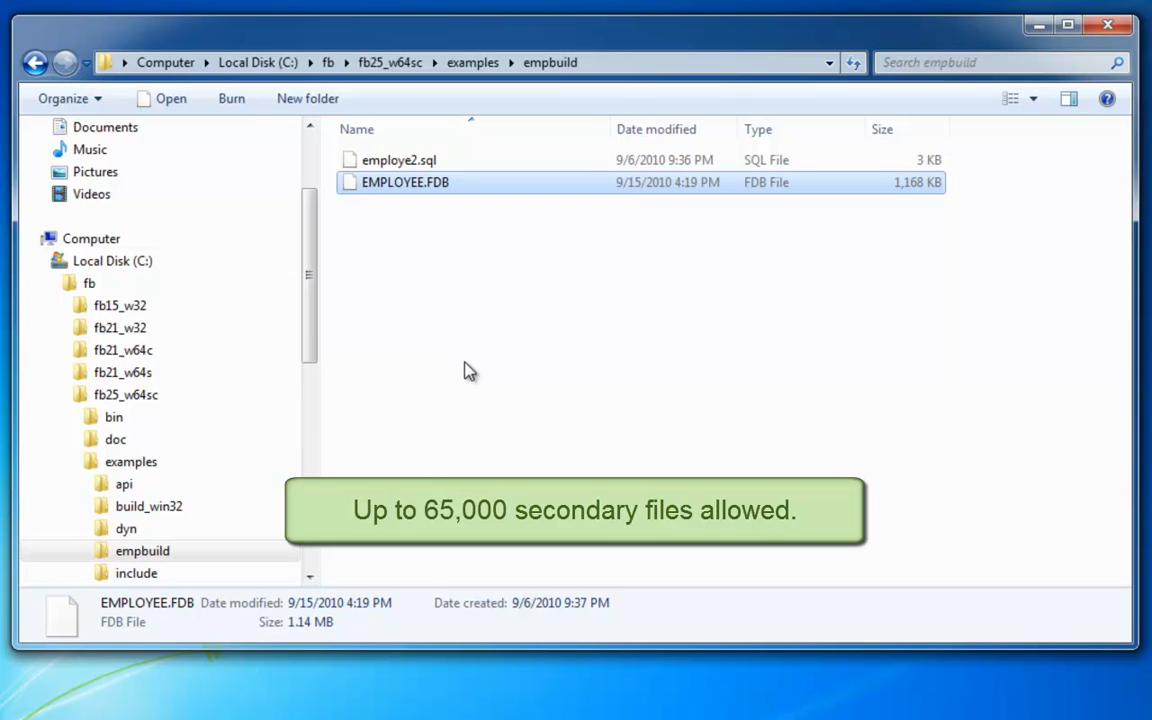 Computer Local Disk (C:) fb fb25_w64sc examples empbuild Search empbuild
Organize Open Burn New folder
Documents
Music
Pictures
Videos
Computer
Local Disk (C:)
fb
fb15_w32
fb21_w32
fb21_w64c
fb21_w64s
fb25_w64sc
bin
doc
examples
api
build_win32
dyn
empbuild
include
Name Date modified Type Size
employe2.sql 9/6/2010 9:36 PM SQL File 3 KB
EMPLOYEE.FDB 9/15/2010 4:19 PM FDB File 1,168 KB
Up to 65,000 secondary files allowed.
EMPLOYEE.FDB Date modified: 9/15/2010 4:19 PM Date created: 9/6/2010 9:37 PM
FDB File Size: 1.14 MB